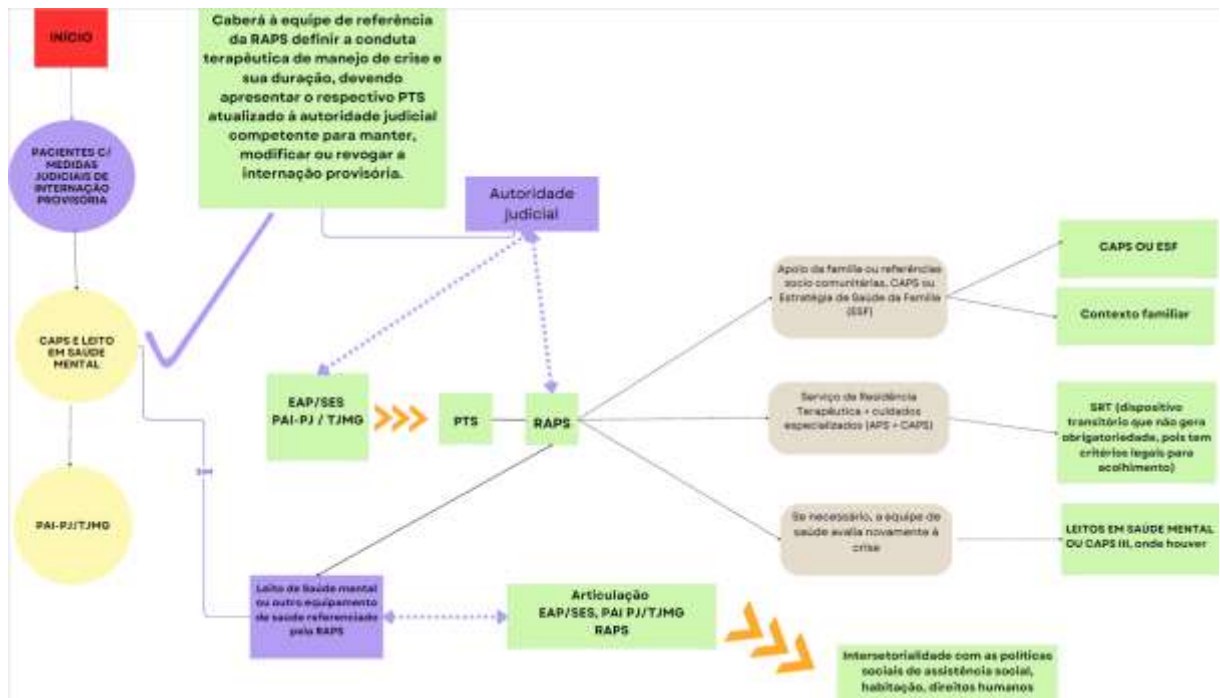 INÍCIO
Caberá à equipe de referência
da RAPS definir a conduta
terapêutica de manejo de crise e
sua duração, devendo
apresentar o respectivo PTS
atualizado à autoridade judicial
competente para manter,
modificar ou revogar a
internação provisória.
PACIENTES C/
MEDIDAS
JUDICIAIS DE
INTERNAÇÃO
PROVISÓRIA
Autoridade
judicial
CAPS E LEITO
EM SAÚDE
MENTAL
Apoio da família ou referências
socio comunitárias, CAPS ou
Estratégia de Saúde da Família
(ESF)
CAPS OU ESF
Contexto familiar
EAP/SES
PAI-PJ / TJMG
PTS
RAPS
Serviço de Residência
Terapêutica + cuidados
especializados (APS + CAPS)
SRT (dispositivo
transitório que não gera
obrigatoriedade, pois tem
critérios legais para
acolhimento)
SIM
PAI-PJ/TJMG
Se necessário, a equipe de
saúde avalia novamente à
crise
LEITOS EM SAÚDE MENTAL
OU CAPS III, onde houver
Leito de Saúde mental
ou outro equipamento
de saúde referenciado
pela RAPS
Articulação
EAP/SES, PAI PJ/TJMG
RAPS
Intersetorialidade com as políticas
sociais de assistência social,
habitação, direitos humanos